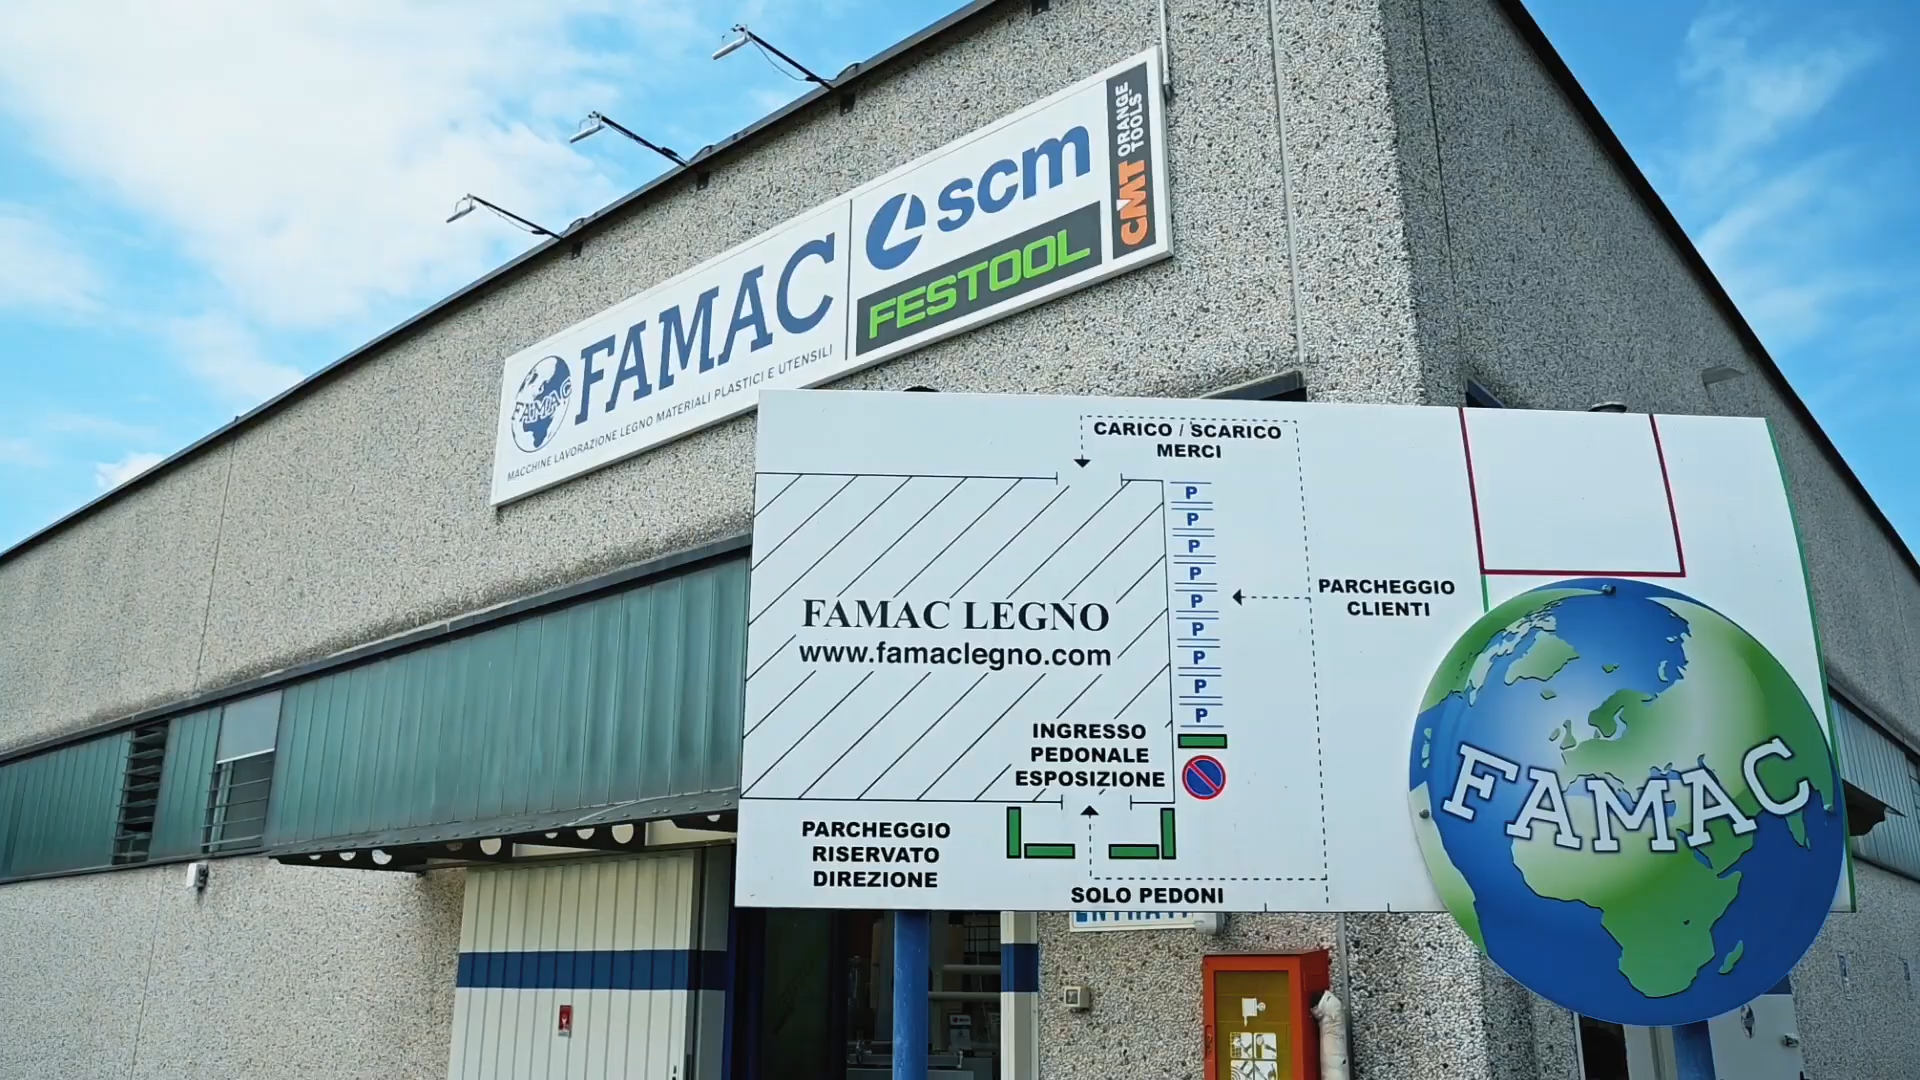 FAMAC
FAMAC
MACCHINE LAVORAZIONE LEGNO MATERIALI PLASTICI E UTENSILI
scm
FESTOOL
CMT ORANGE
TOOLS
CARICO / SCARICO
MERCI
P
P
P
P
P
P
P
P
P
PARCHEGGIO
CLIENTI
FAMAC LEGNO
www.famaclegno.com
INGRESSO
PEDONALE
ESPOSIZIONE
PARCHEGGIO
RISERVATO
DIREZIONE
SOLO PEDONI
FAMAC